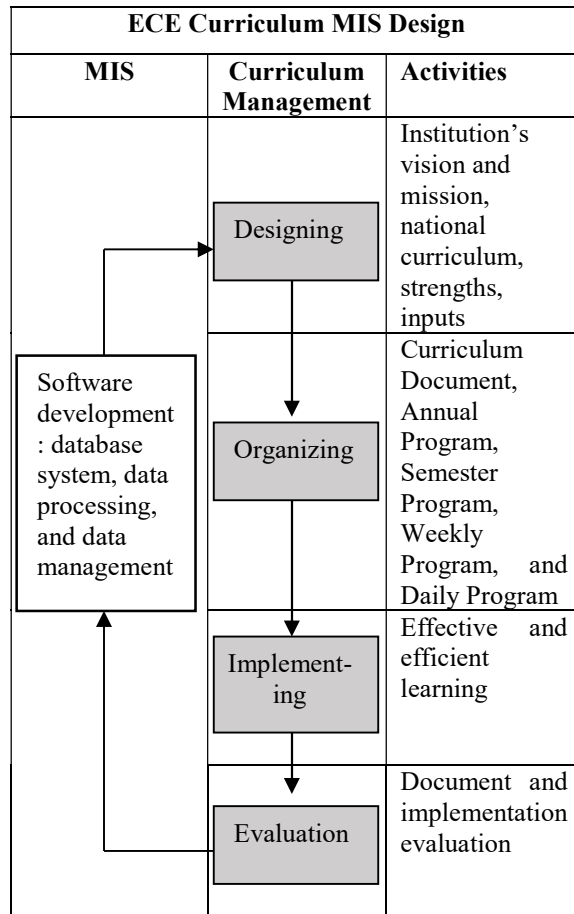 ECE Curriculum MIS Design
MIS
Curriculum
Management
Activities
Designing
Institution's
vision and
mission,
national
curriculum,
strengths,
inputs
Software
development
: database
system, data
processing,
and data
management
Organizing
Curriculum
Document,
Annual
Program,
Semester
Program,
Weekly
Program, and
Daily Program
Implement-
ing
Effective and
efficient
learning
Evaluation
Document and
implementation
evaluation